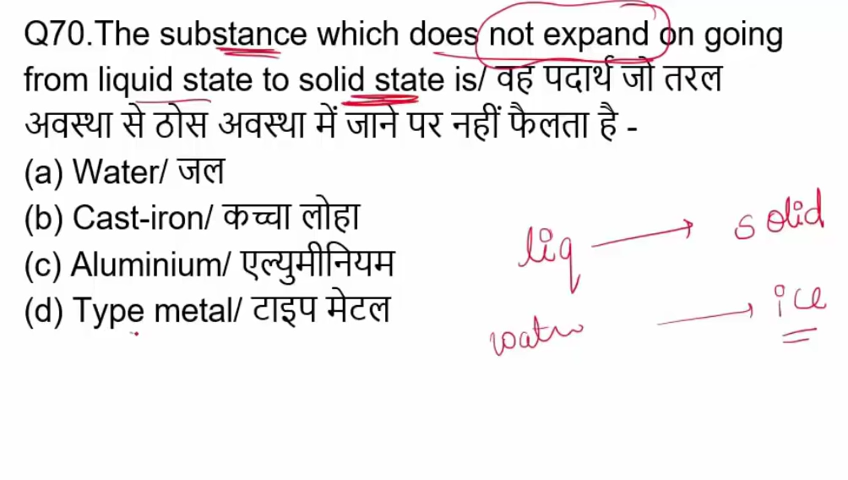 Q70.The substance which does not expand on going
from liquid state to solid state is/ वह पदार्थ जो तरल
अवस्था से ठोस अवस्था में जाने पर नहीं फैलता है -
(a) Water/ जल
(b) Cast-iron/ कच्चा लोहा
(c) Aluminium/ एल्युमीनियम
(d) Type metal/ टाइप मेटल
liq → solid
water → ice